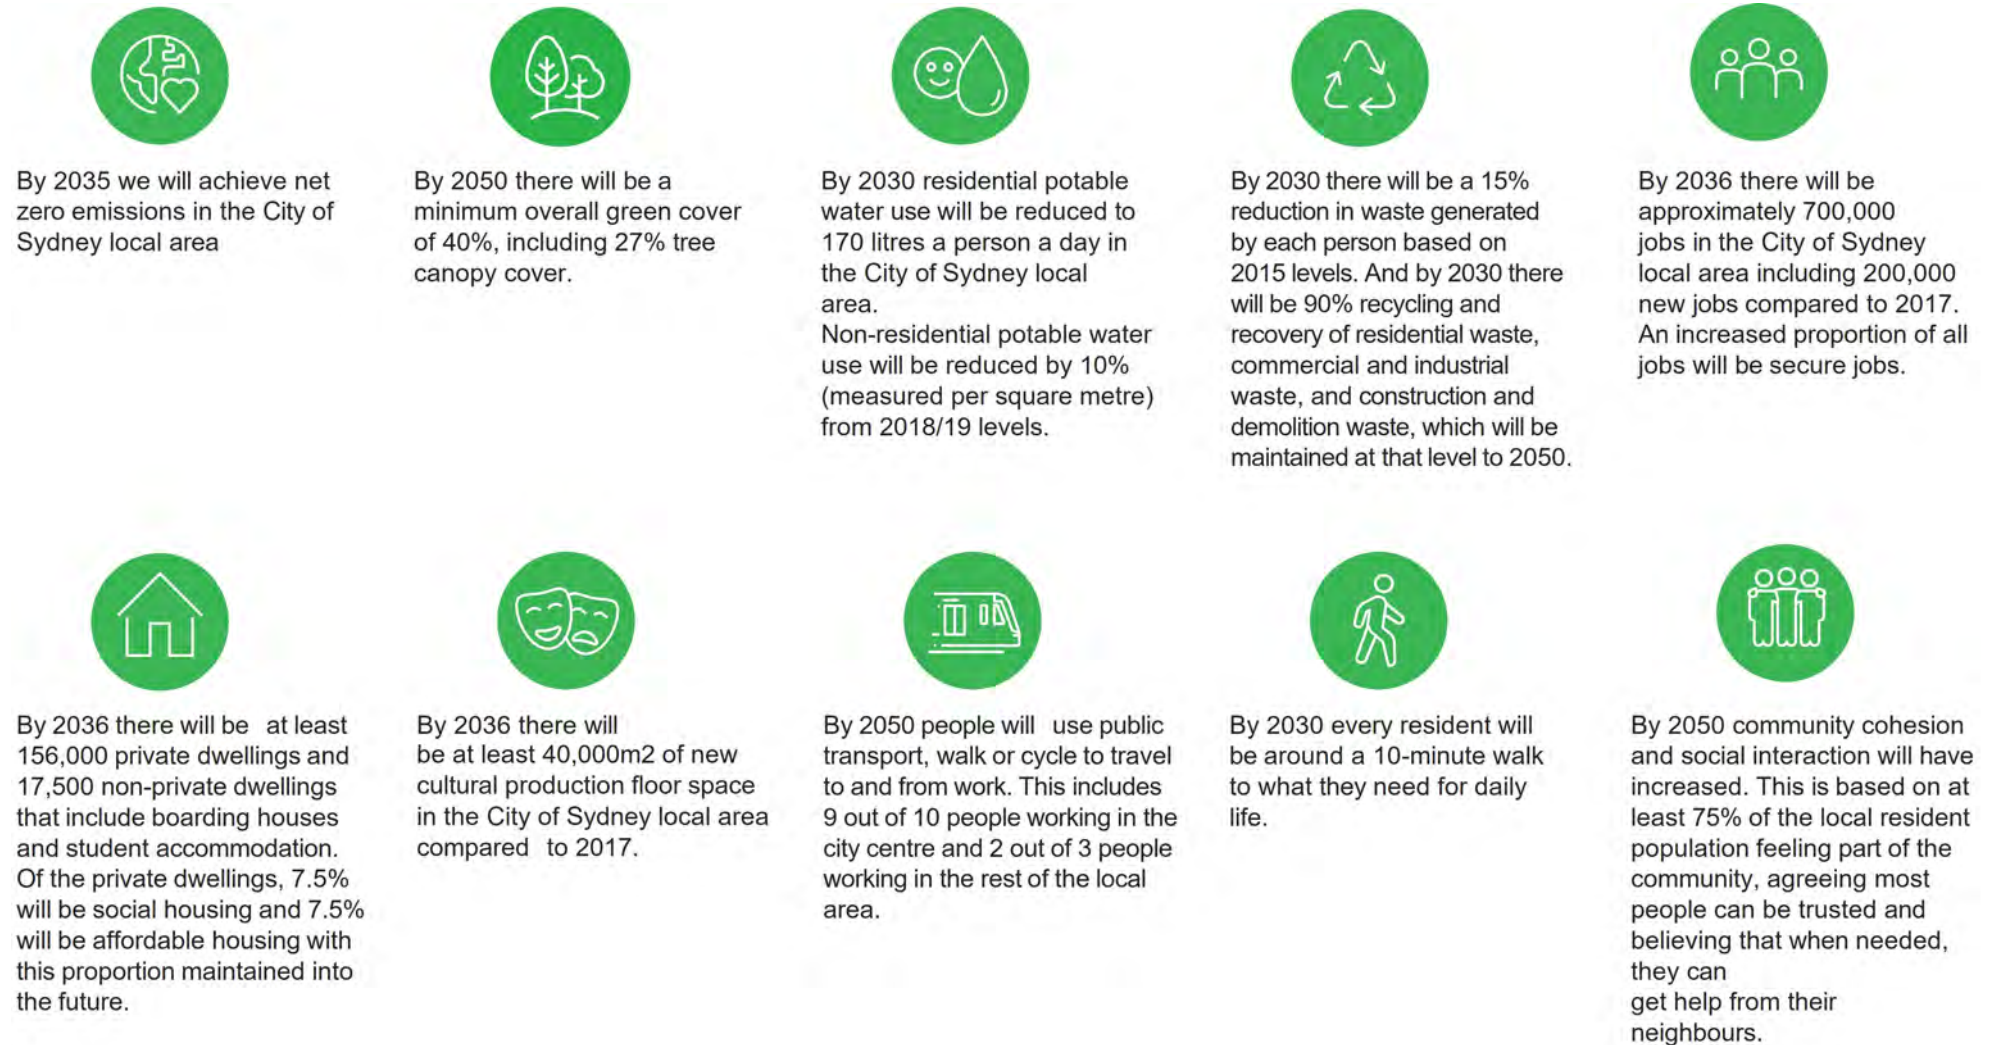 By 2035 we will achieve net
zero emissions in the City of
Sydney local area
By 2050 there will be a
minimum overall green cover
of 40%, including 27% tree
canopy cover.
By 2030 residential potable
water use will be reduced to
170 litres a person a day in
the City of Sydney local
area.
Non-residential potable water
use will be reduced by 10%
(measured per square metre)
from 2018/19 levels.
By 2030 there will be a 15%
reduction in waste generated
by each person based on
2015 levels. And by 2030 there
will be 90% recycling and
recovery of residential waste,
commercial and industrial
waste, and construction and
demolition waste, which will be
maintained at that level to 2050.
By 2036 there will be
approximately 700,000
jobs in the City of Sydney
local area including 200,000
new jobs compared to 2017.
An increased proportion of all
jobs will be secure jobs.
By 2036 there will be at least
156,000 private dwellings and
17,500 non-private dwellings
that include boarding houses
and student accommodation.
Of the private dwellings, 7.5%
will be social housing and 7.5%
will be affordable housing with
this proportion maintained into
the future.
By 2036 there will
be at least 40,000m2 of new
cultural production floor space
in the City of Sydney local area
compared to 2017.
By 2050 people will use public
transport, walk or cycle to travel
to and from work. This includes
9 out of 10 people working in the
city centre and 2 out of 3 people
working in the rest of the local
area.
By 2030 every resident will
be around a 10-minute walk
to what they need for daily
life.
By 2050 community cohesion
and social interaction will have
increased. This is based on at
least 75% of the local resident
population feeling part of the
community, agreeing most
people can be trusted and
believing that when needed,
they can
get help from their
neighbours.